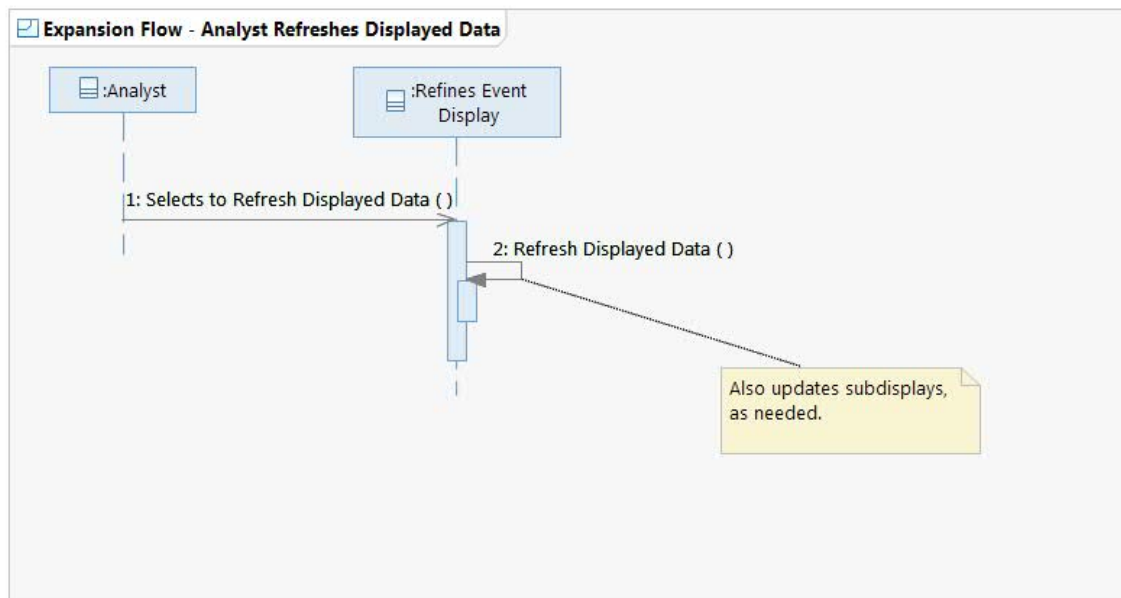 Expansion Flow - Analyst Refreshes Displayed Data
:Analyst
:Refines Event
Display
1: Selects to Refresh Displayed Data ( )
2: Refresh Displayed Data ( )
Also updates subdisplays,
as needed.